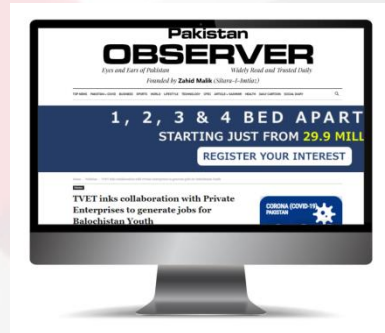 Pakistan
OBSERVER
Eyes and Ears of Pakistan Widely Read and Trusted Daily
Founded by Zahid Malik (Sitara-i-Imtiaz)
1, 2, 3 & 4 BED APART
STARTING JUST FROM 29.9 MILL
REGISTER YOUR INTEREST
TVET inks collaboration with Private
Enterprises to generate jobs for
Balochistan Youth
CORONA (COVID-19)
PAKISTAN